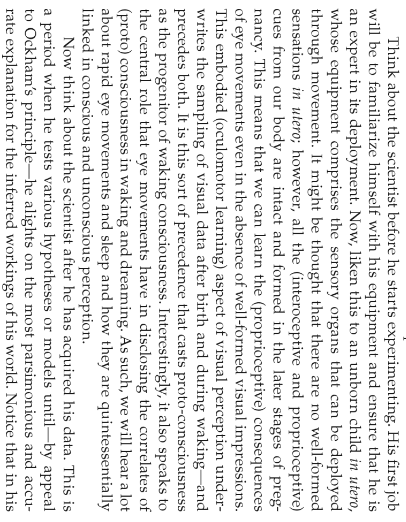 Think about the scientist before he starts experimenting. His first job
will be to familiarize himself with his equipment and ensure that he is
an expert in its deployment. Now, liken this to an unborn child in utero,
whose equipment comprises the sensory organs that can be deployed
through movement. It might be thought that there are no well-formed
sensations in utero; however, all the (interoceptive and proprioceptive)
cues from our body are intact and formed in the later stages of preg-
nancy. This means that we can learn the (proprioceptive) consequences
of eye movements even in the absence of well-formed visual impressions.
This embodied (oculomotor learning) aspect of visual perception under-
writes the sampling of visual data after birth and during waking—and
precedes both. It is this sort of precedence that casts proto-consciousness
as the progenitor of waking consciousness. Interestingly, it also speaks to
the central role that eye movements have in disclosing the correlates of
(proto) consciousness in waking and dreaming. As such, we will hear a lot
about rapid eye movements and sleep and how they are quintessentially
linked in conscious and unconscious perception.
Now think about the scientist after he has acquired his data. This is
a period when he tests various hypotheses or models until—by appeal
to Ockham's principle—he alights on the most parsimonious and accu-
rate explanation for the inferred workings of his world. Notice that in his